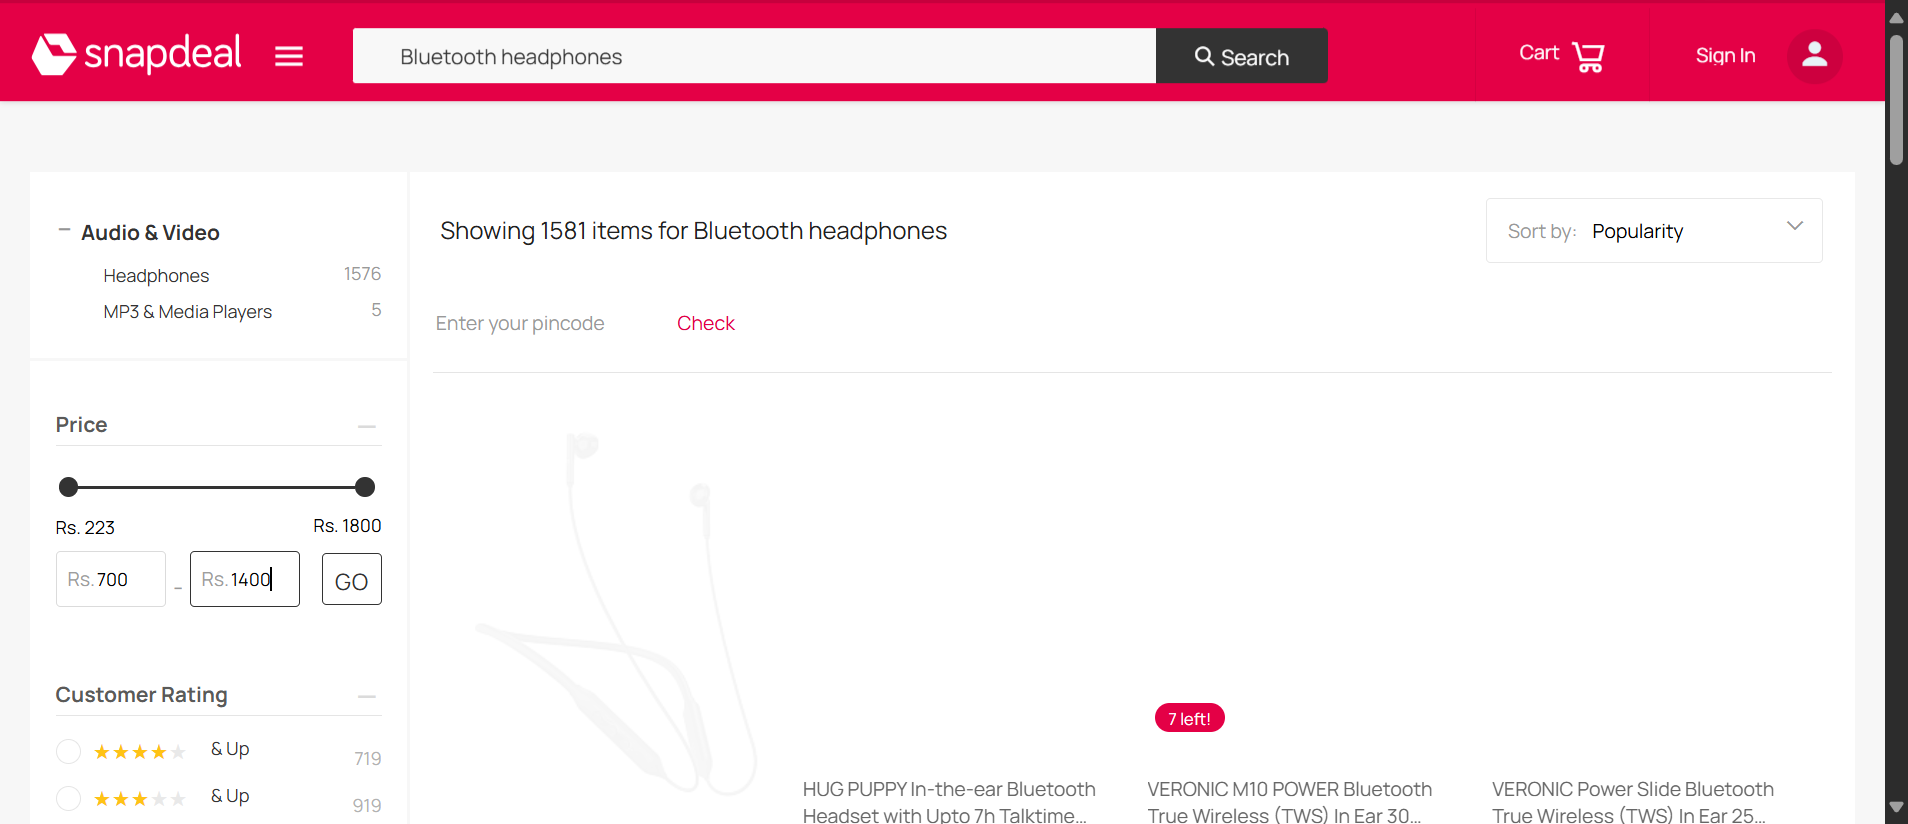 snapdeal
Bluetooth headphones
Search
Cart
Sign In
Audio & Video
Headphones 1576
MP3 & Media Players 5
Price
Rs. 223 Rs. 1800
Rs. 700 - Rs. 1400 GO
Customer Rating
& Up 719
& Up 919
Showing 1581 items for Bluetooth headphones
Sort by: Popularity
Enter your pincode Check
HUG PUPPY In-the-ear Bluetooth
Headset with Upto 7h Talktime...
7 left!
VERONIC M10 POWER Bluetooth
True Wireless (TWS) In Ear 30...
VERONIC Power Slide Bluetooth
True Wireless (TWS) In Ear 25...